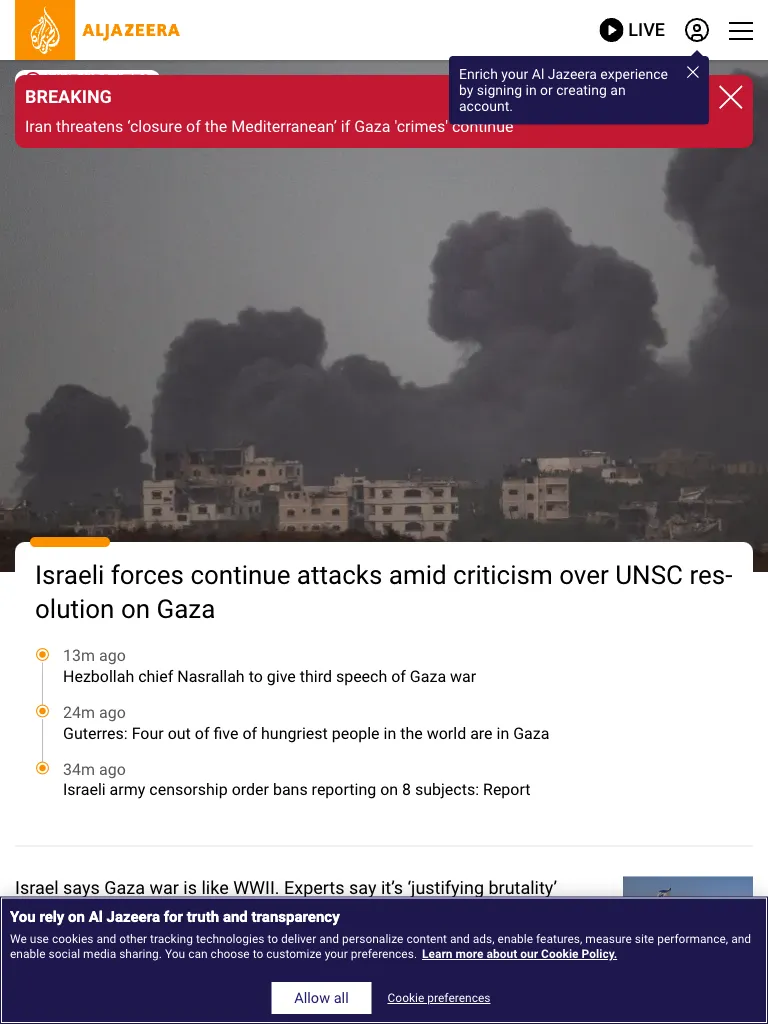 ALJAZEERA
LIVE
Enrich your Al Jazeera experience
by signing in or creating an
account.
BREAKING
Iran threatens ‘closure of the Mediterranean’ if Gaza 'crimes' continue
Israeli forces continue attacks amid criticism over UNSC res-
olution on Gaza
13m ago
Hezbollah chief Nasrallah to give third speech of Gaza war
24m ago
Guterres: Four out of five of hungriest people in the world are in Gaza
34m ago
Israeli army censorship order bans reporting on 8 subjects: Report
Israel says Gaza war is like WWII. Experts say it’s ‘justifying brutality’
You rely on Al Jazeera for truth and transparency
We use cookies and other tracking technologies to deliver and personalize content and ads, enable features, measure site performance, and
enable social media sharing. You can choose to customize your preferences. Learn more about our Cookie Policy.
Allow all
Cookie preferences